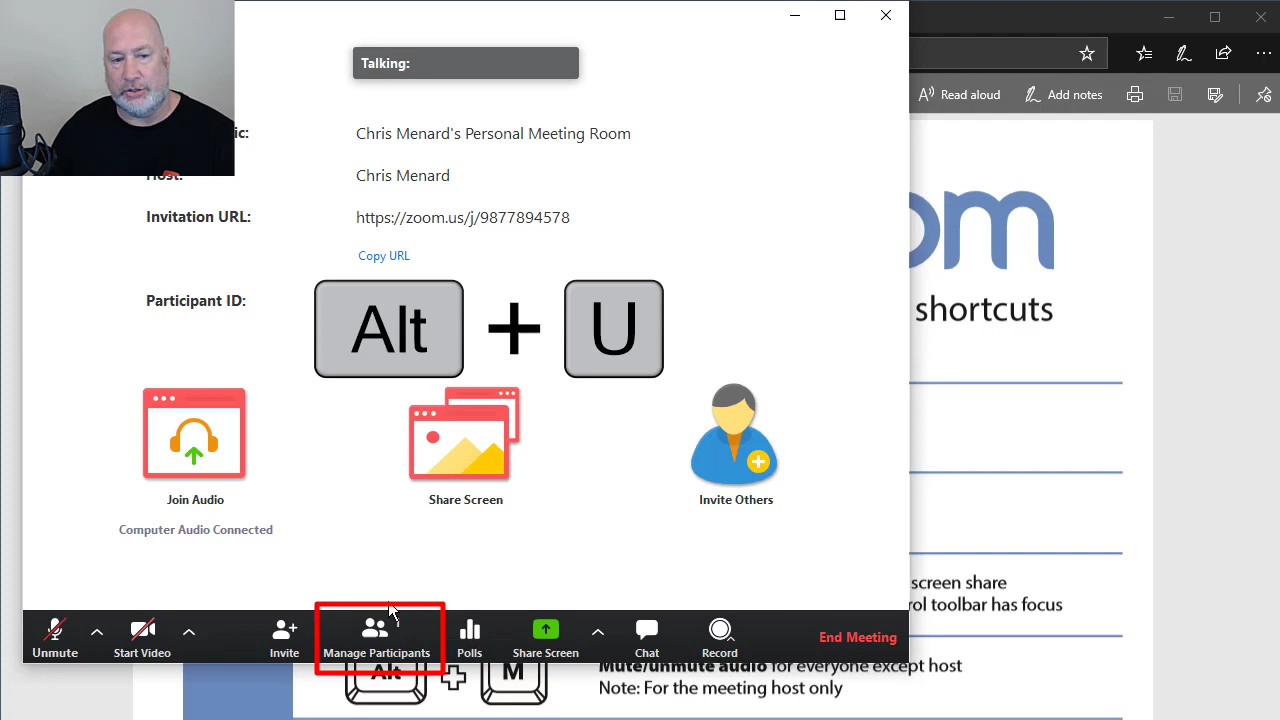 Talking:
ic:
Chris Menard's Personal Meeting Room
Host:
Chris Menard
Invitation URL:
https://zoom.us/j/9877894578
Copy URL
Participant ID:
Alt + U
Join Audio
Computer Audio Connected
Share Screen
Invite Others
Unmute
Start Video
Invite
Manage Participants
Polls
Share Screen
Chat
Record
End Meeting
Read aloud
Add notes
om
shortcuts
screen share
rol toolbar has focus
Alt
M
Mute/unmute audio for everyone except host
Note: For the meeting host only